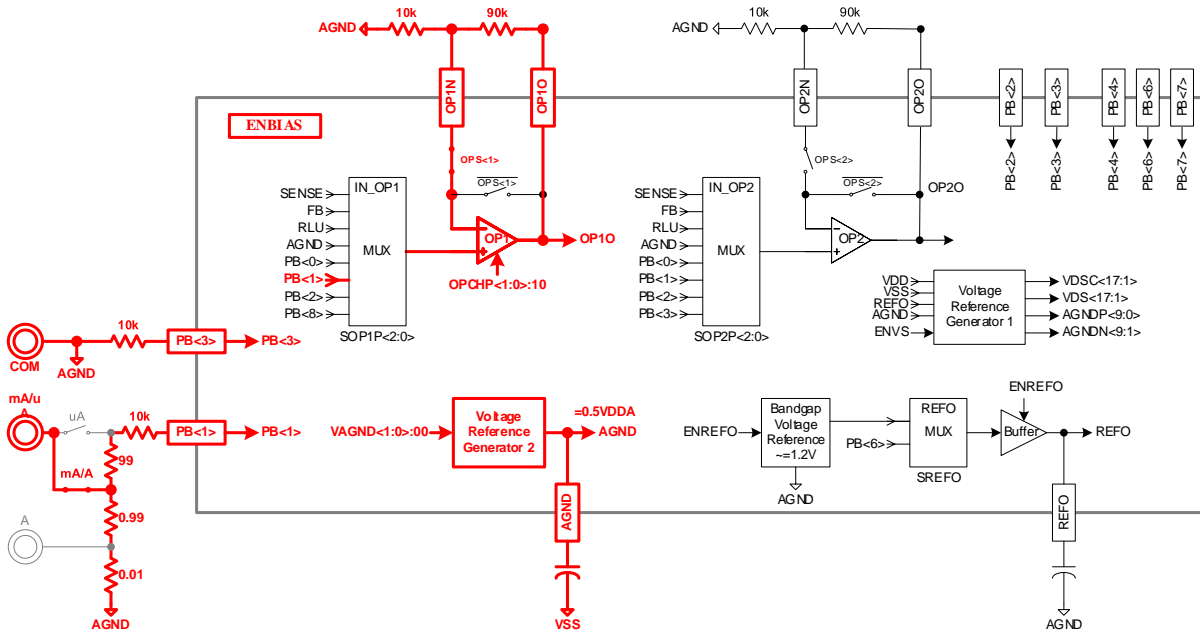 10k
90k
AGND
OP1N
OP1O
ENBIAS
OPS<1>
OPS<1>
IN_OP1
SENSE
FB
RLU
AGND
PB<0>
PB<1>
PB<2>
PB<8>
MUX
SOP1P<2:0>
OP1
OP1O
OPCHP<1:0>:10
10k
90k
AGND
OP2N
OP2O
OPS<2>
OPS<2>
OP2O
IN_OP2
SENSE
FB
RLU
AGND
PB<0>
PB<1>
PB<2>
PB<3>
MUX
SOP2P<2:0>
OP2
PB<2>
PB<3>
PB<4>
PB<6>
PB<7>
PB<2>
PB<3>
PB<4>
PB<6>
PB<7>
VDD
VSS
REFO
AGND
ENVS
Voltage
Reference
Generator 1
VDSC<17:1>
VDS<17:1>
AGNDP<9:0>
AGNDN<9:1>
COM
AGND
10k
PB<3>
PB<3>
mA/u
A
uA
10k
PB<1>
PB<1>
99
mA/A
0.99
A
0.01
AGND
VAGND<1:0>:00
Voltage
Reference
Generator 2
=0.5VDDA
AGND
AGND
VSS
ENREFO
Bandgap
Voltage
Reference
~=1.2V
AGND
PB<6>
REFO
MUX
SREFO
ENREFO
Buffer
REFO
REFO
AGND